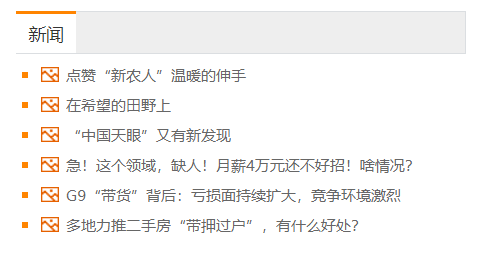 新闻
点赞“新农人”温暖的伸手
在希望的田野上
“中国天眼”又有新发现
急！这个领域，缺人！月薪4万元还不好招！啥情况？
G9“带货”背后：亏损面持续扩大，竞争环境激烈
多地力推二手房“带押过户”，有什么好处？